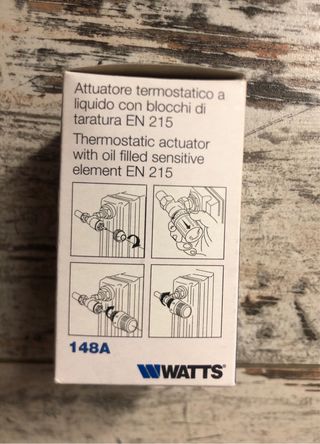 Attuatore termostatico a
liquido con blocchi di
taratura EN 215
Thermostatic actuator
with oil filled sensitive
element EN 215
148A
WATTS®